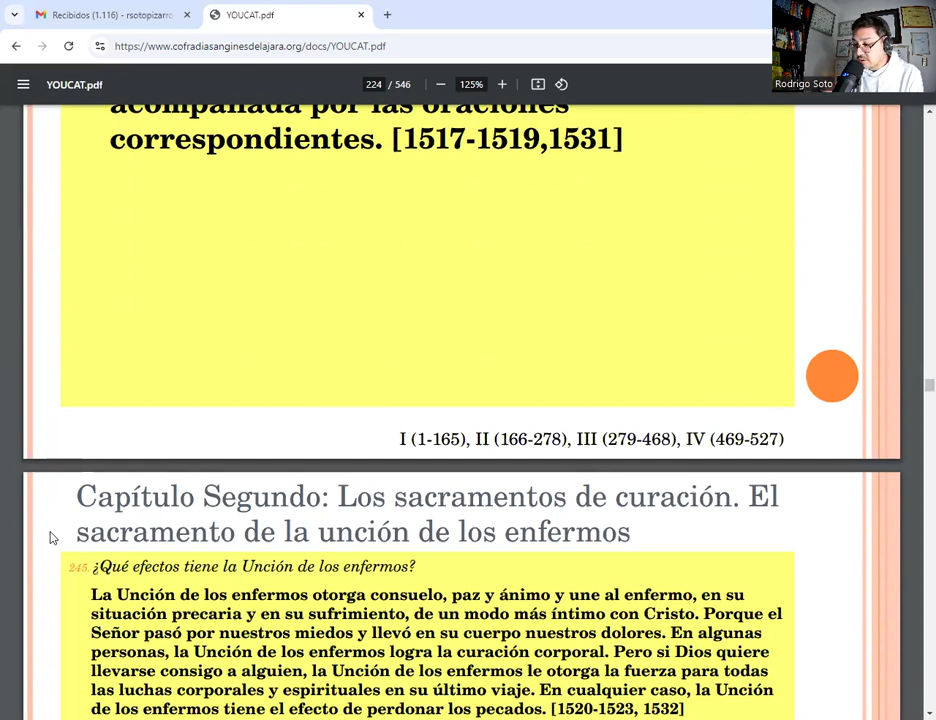 Recibidos (1.116) - rsotopizarro
YOUCAT.pdf
https://www.cofradiasanginesdelajara.org/docs/YOUCAT.pdf
YOUCAT.pdf
224 / 546
125%
Rodrigo Soto
acompañada por las oraciones
correspondientes. [1517-1519,1531]
I (1-165), II (166-278), III (279-468), IV (469-527)
Capítulo Segundo: Los sacramentos de curación. El
sacramento de la unción de los enfermos
245. ¿Qué efectos tiene la Unción de los enfermos?
La Unción de los enfermos otorga consuelo, paz y ánimo y une al enfermo, en su
situación precaria y en su sufrimiento, de un modo más íntimo con Cristo. Porque el
Señor pasó por nuestros miedos y llevó en su cuerpo nuestros dolores. En algunas
personas, la Unción de los enfermos logra la curación corporal. Pero si Dios quiere
llevarse consigo a alguien, la Unción de los enfermos le otorga la fuerza para todas
las luchas corporales y espirituales en su último viaje. En cualquier caso, la Unción
de los enfermos tiene el efecto de perdonar los pecados. [1520-1523, 1532]